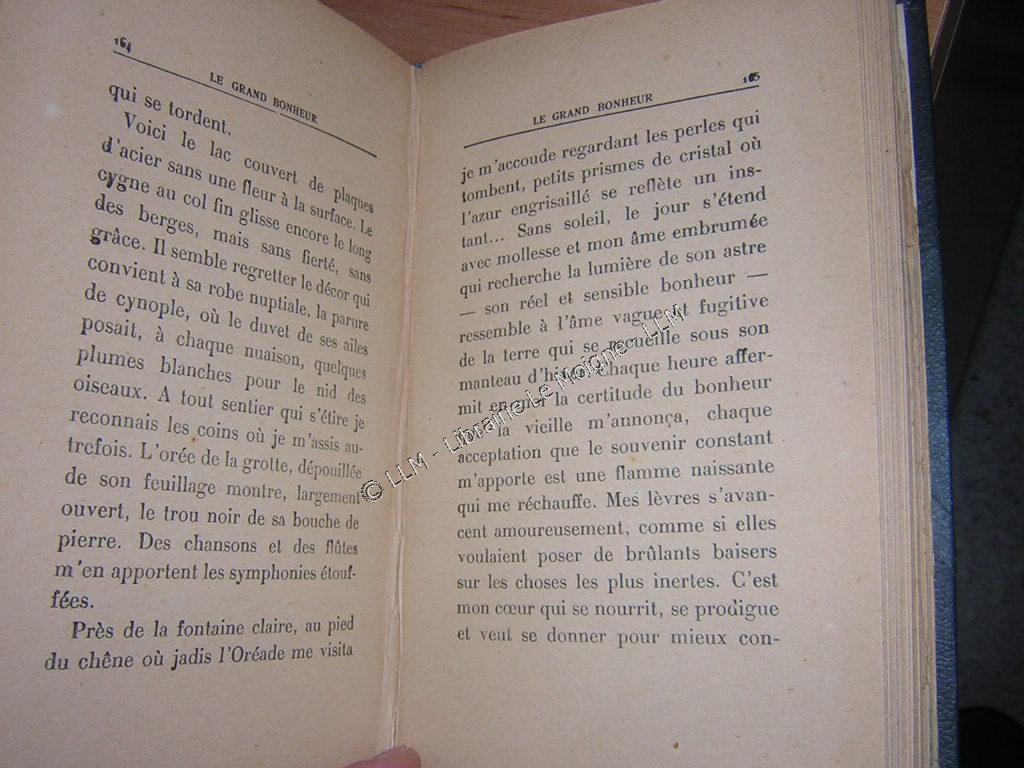 164
LE GRAND BONHEUR
qui se tordent.
Voici le lac couvert de plaques
d'acier sans une fleur à la surface. Le
cygne au col fin glisse encore le long
des berges, mais sans fierté, sans
grâce. Il semble regretter le décor qui
convient à sa robe nuptiale, la parure
de cynople, où le duvet de ses ailes
posait, à chaque nuaison, quelques
plumes blanches pour le nid des
oiseaux. A tout sentier qui s'étire je
reconnais les coins où je m'assis au-
trefois. L'orée de la grotte, dépouillée
de son feuillage montre, largement
ouvert, le trou noir de sa bouche de
pierre. Des chansons et des flûtes
m'en apportent les symphonies étouf-
fées.
Près de la fontaine claire, au pied
du chêne où jadis l'Oréade me visita
165
LE GRAND BONHEUR
je m'accoude regardant les perles qui
tombent, petits prismes de cristal où
l'azur engrisaillé se reflète un ins-
tant... Sans soleil, le jour s'étend
avec mollesse et mon âme embrumée
qui recherche la lumière de son astre
— son réel et sensible bonheur —
ressemble à l'âme vague et fugitive
de la terre qui se recueille sous son
manteau d'hiver. Chaque heure affer-
mit en moi la certitude du bonheur
que la vieille m'annonça, chaque
acceptation que le souvenir constant
m'apporte est une flamme naissante
qui me réchauffe. Mes lèvres s'avan-
cent amoureusement, comme si elles
voulaient poser de brûlants baisers
sur les choses les plus inertes. C'est
mon cœur qui se nourrit, se prodigue
et veut se donner pour mieux con-
© LLM - Librairie Le Moigne - LLM